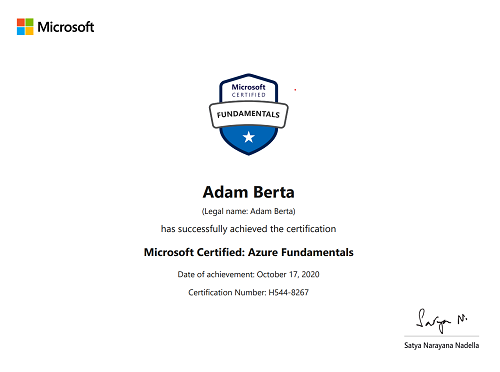 Microsoft
Microsoft
CERTIFIED
FUNDAMENTALS
Adam Berta
(Legal name: Adam Berta)
has successfully achieved the certification
Microsoft Certified: Azure Fundamentals
Date of achievement: October 17, 2020
Certification Number: H544-8267
Satya N.
Satya Narayana Nadella